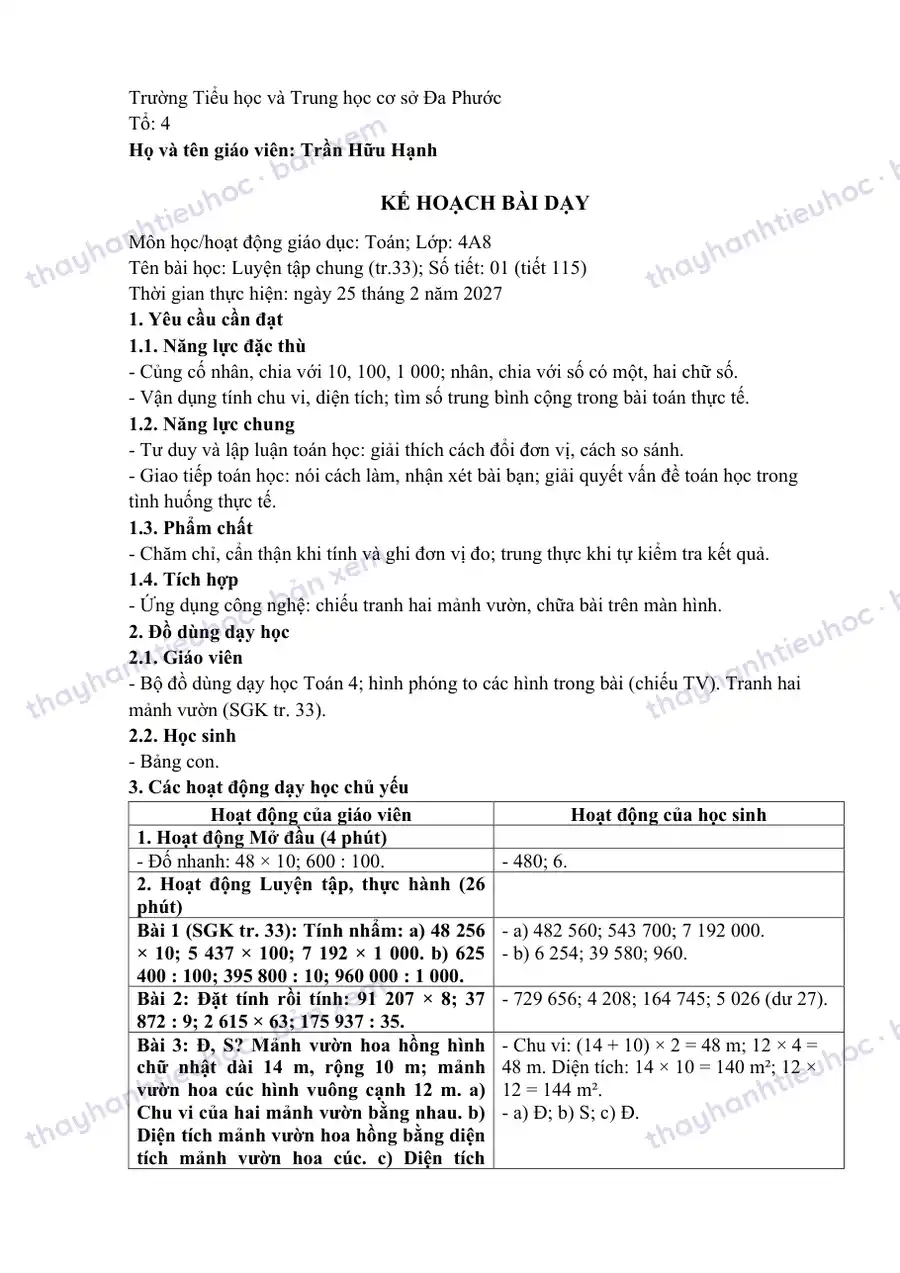 Trường Tiểu học và Trung học cơ sở Đa Phước
Tổ: 4
Họ và tên giáo viên: Trần Hữu Hạnh
KẾ HOẠCH BÀI DẠY
Môn học/hoạt động giáo dục: Toán; Lớp: 4A8
Tên bài học: Luyện tập chung (tr.33); Số tiết: 01 (tiết 115)
Thời gian thực hiện: ngày 25 tháng 2 năm 2027
1. Yêu cầu cần đạt
1.1. Năng lực đặc thù
- Củng cố nhân, chia với 10, 100, 1 000; nhân, chia với số có một, hai chữ số.
- Vận dụng tính chu vi, diện tích; tìm số trung bình cộng trong bài toán thực tế.
1.2. Năng lực chung
- Tư duy và lập luận toán học: giải thích cách đổi đơn vị, cách so sánh.
- Giao tiếp toán học: nói cách làm, nhận xét bài bạn; giải quyết vấn đề toán học trong
tình huống thực tế.
1.3. Phẩm chất
- Chăm chỉ, cẩn thận khi tính và ghi đơn vị đo; trung thực khi tự kiểm tra kết quả.
1.4. Tích hợp
- Ứng dụng công nghệ: chiếu tranh hai mảnh vườn, chữa bài trên màn hình.
2. Đồ dùng dạy học
2.1. Giáo viên
- Bộ đồ dùng dạy học Toán 4; hình phóng to các hình trong bài (chiếu TV). Tranh hai
mảnh vườn (SGK tr. 33).
2.2. Học sinh
- Bảng con.
3. Các hoạt động dạy học chủ yếu
Hoạt động của giáo viên
Hoạt động của học sinh
1. Hoạt động Mở đầu (4 phút)
- Đố nhanh: 48 × 10; 600 : 100.
- 480; 6.
2. Hoạt động Luyện tập, thực hành (26
phút)
Bài 1 (SGK tr. 33): Tính nhẩm: a) 48 256
× 10; 5 437 × 100; 7 192 × 1 000. b) 625
400 : 100; 395 800 : 10; 960 000 : 1 000.
- a) 482 560; 543 700; 7 192 000.
- b) 6 254; 39 580; 960.
Bài 2: Đặt tính rồi tính: 91 207 × 8; 37
872 : 9; 2 615 × 63; 175 937 : 35.
- 729 656; 4 208; 164 745; 5 026 (dư 27).
Bài 3: Đ, S? Mảnh vườn hoa hồng hình
chữ nhật dài 14 m, rộng 10 m; mảnh
vườn hoa cúc hình vuông cạnh 12 m. a)
Chu vi của hai mảnh vườn bằng nhau. b)
Diện tích mảnh vườn hoa hồng bằng diện
tích mảnh vườn hoa cúc. c) Diện tích
- Chu vi: (14 + 10) × 2 = 48 m; 12 × 4 =
48 m. Diện tích: 14 × 10 = 140 m²; 12 ×
12 = 144 m².
- a) Đ; b) S; c) Đ.
thayhanhtieuhoc · bản xem
thayhanhtieuhoc · b
thayhanhtieuhoc · bản xem
thayhanhtieuhoc · b
thayhanhtieuhoc · bản xem
thayhanhtieuhoc · b